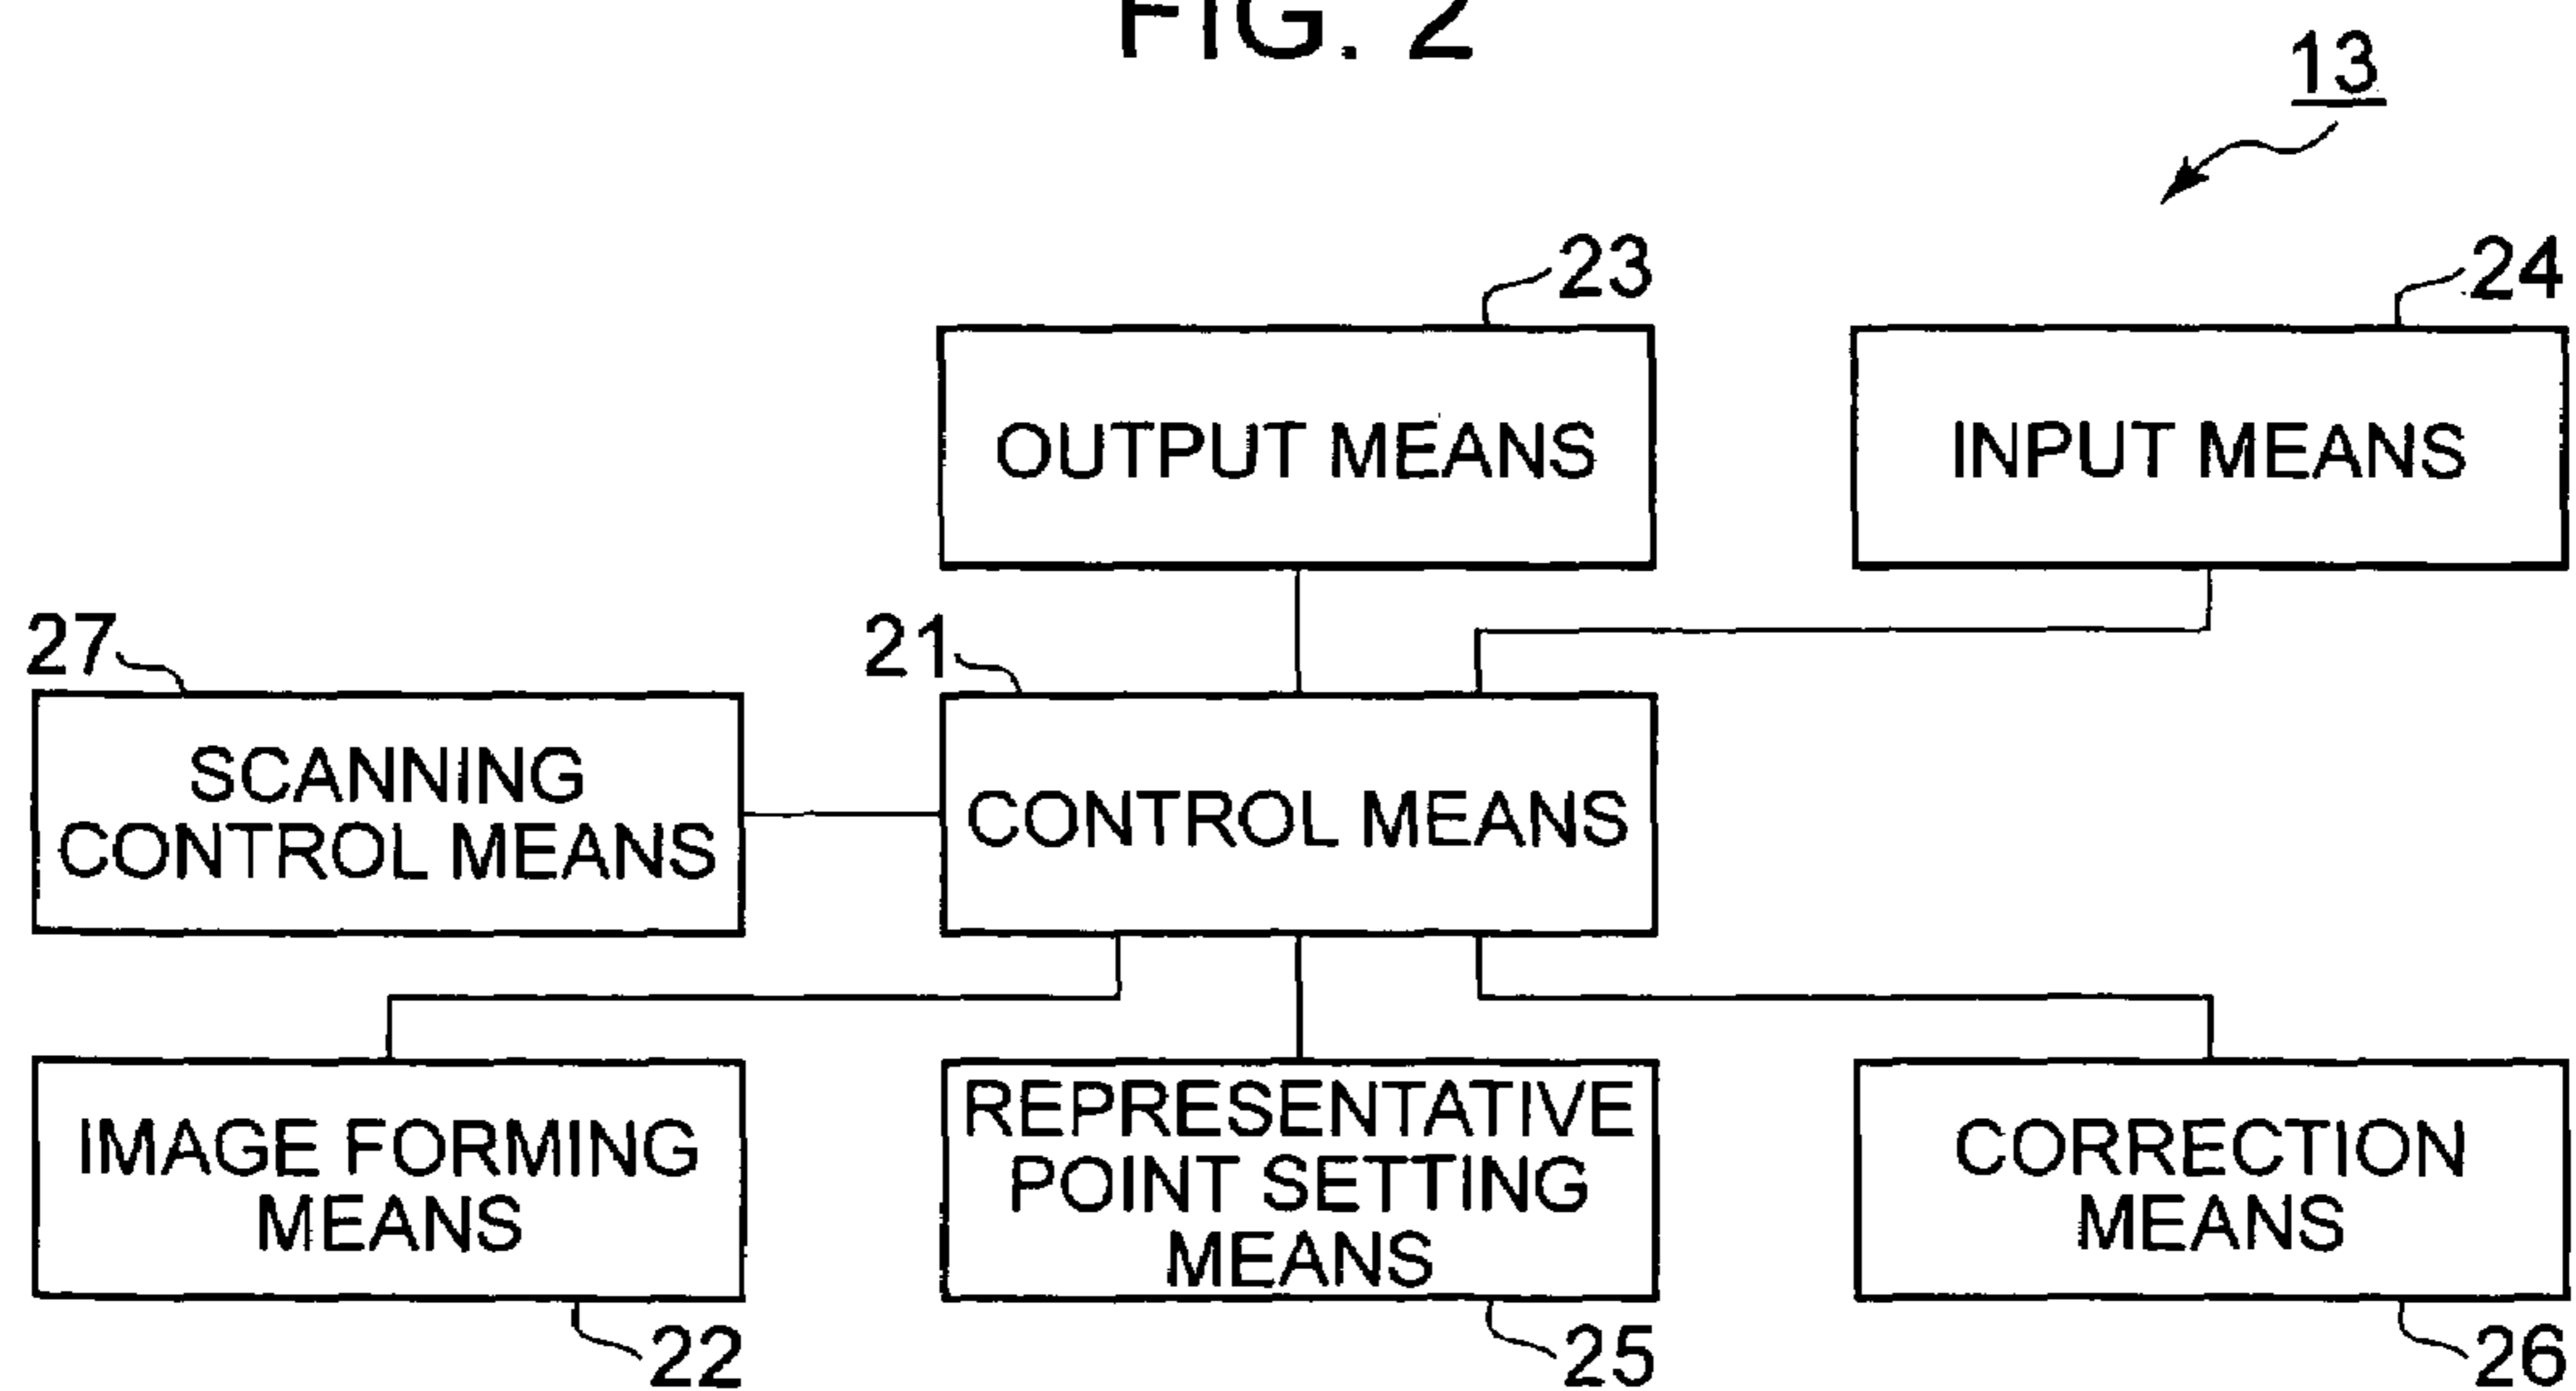 FIG. 2
13
23
24
OUTPUT MEANS
INPUT MEANS
27
21
SCANNING
CONTROL MEANS
CONTROL MEANS
IMAGE FORMING
MEANS
REPRESENTATIVE
POINT SETTING
MEANS
CORRECTION
MEANS
22
25
26